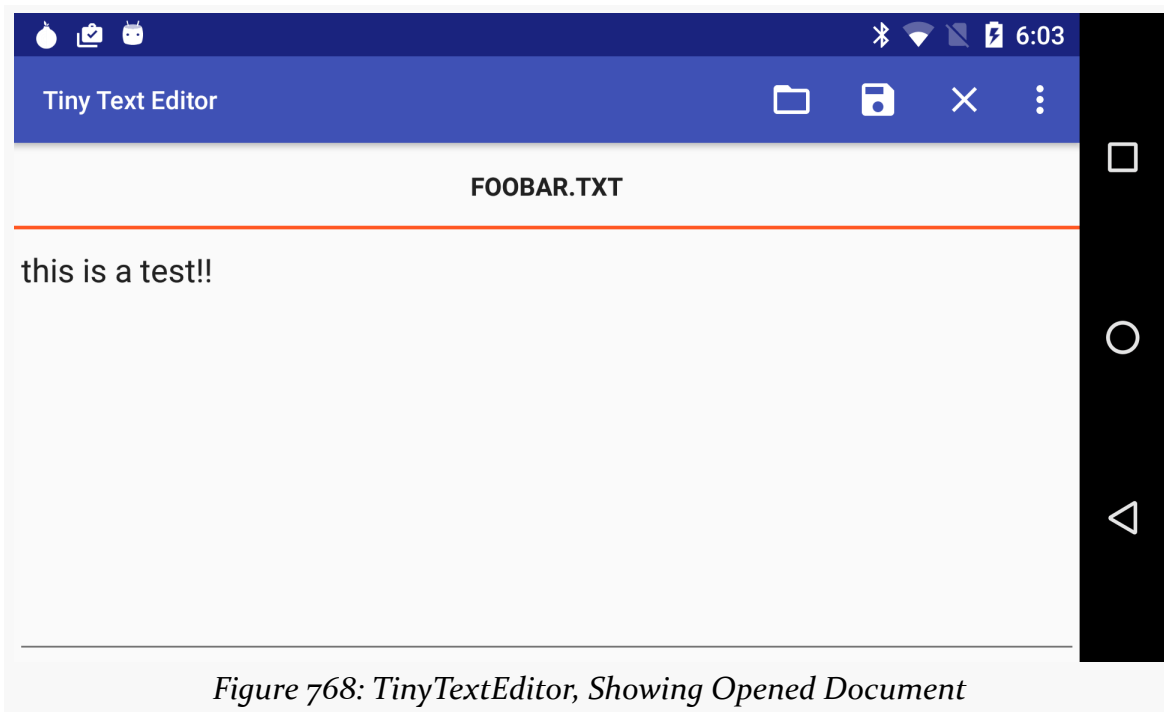 6:03
Tiny Text Editor
FOOBAR.TXT
this is a test!!
Figure 768: TinyTextEditor, Showing Opened Document